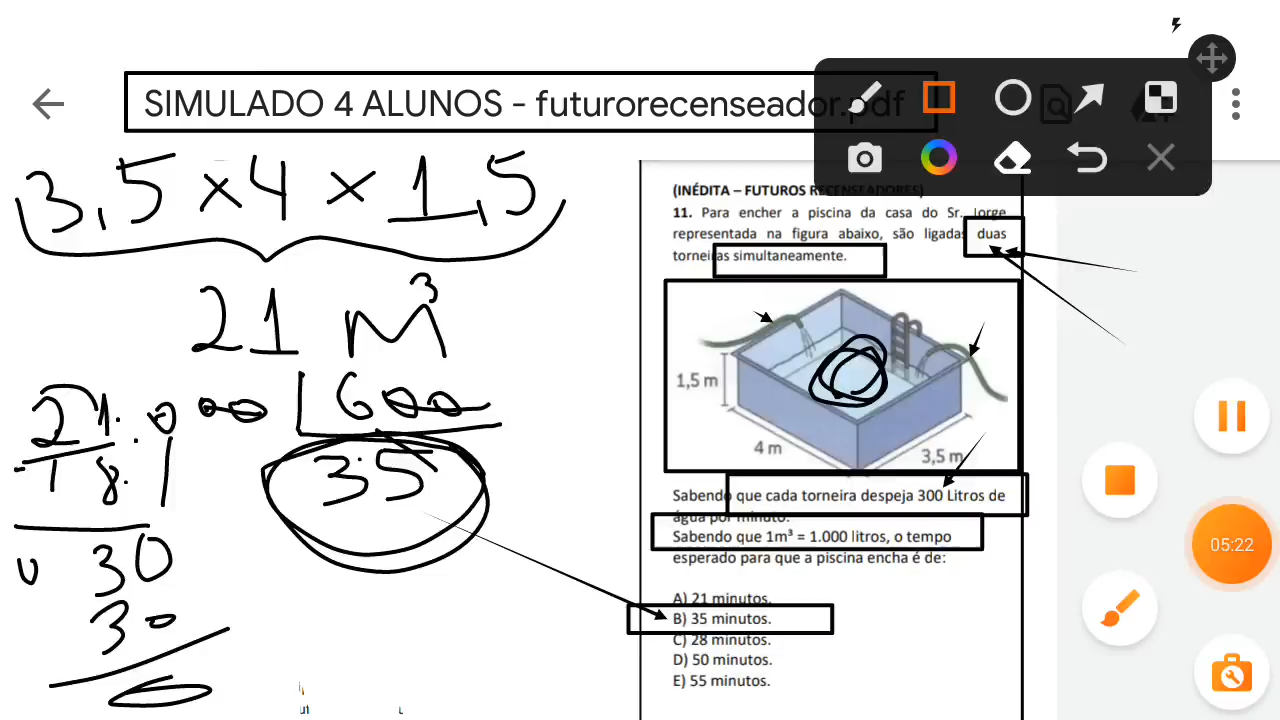 SIMULADO 4 ALUNOS - futurorecenseador.pdf
3,5 x 4 x 1,5
21 m³
21.000 600
-18 35
0 30
30
0
(INÉDITA – FUTUROS RECENSEADORES)
11. Para encher a piscina da casa do Sr. Jorge
representada na figura abaixo, são ligadas duas
torneiras simultaneamente.
1,5 m
4 m
3,5 m
Sabendo que cada torneira despeja 300 Litros de
água por minuto.
Sabendo que 1m³ = 1.000 litros, o tempo
esperado para que a piscina encha é de:
A) 21 minutos.
B) 35 minutos.
C) 28 minutos.
D) 50 minutos.
E) 55 minutos.
05:22